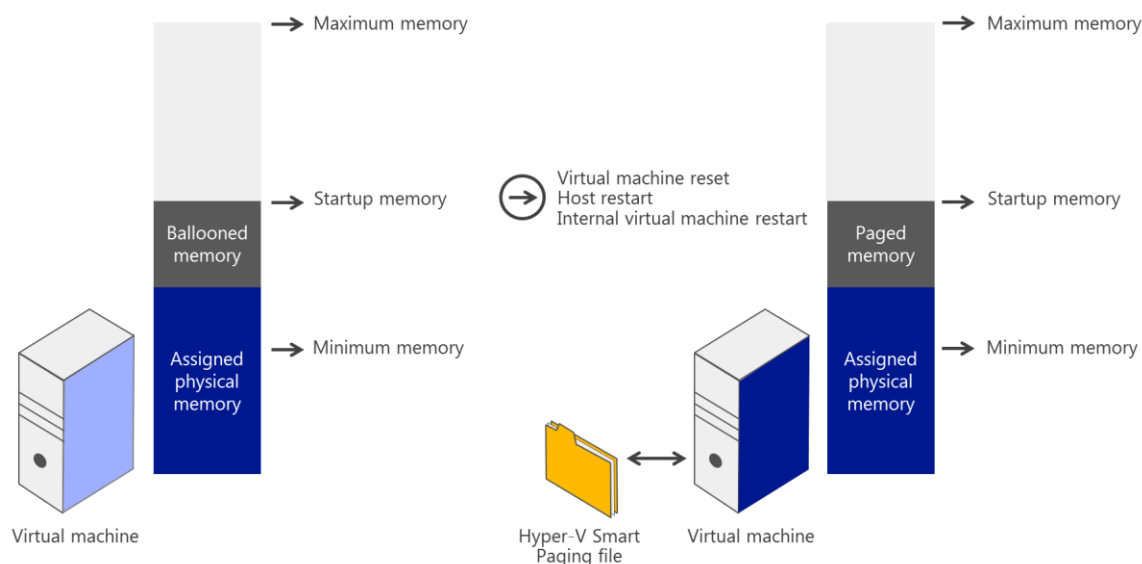 Maximum memory
Startup memory
Ballooned
memory
Minimum memory
Assigned
physical
memory
Virtual machine
Virtual machine reset
Host restart
Internal virtual machine restart
Maximum memory
Startup memory
Paged
memory
Minimum memory
Assigned
physical
memory
Hyper-V Smart
Paging file
Virtual machine